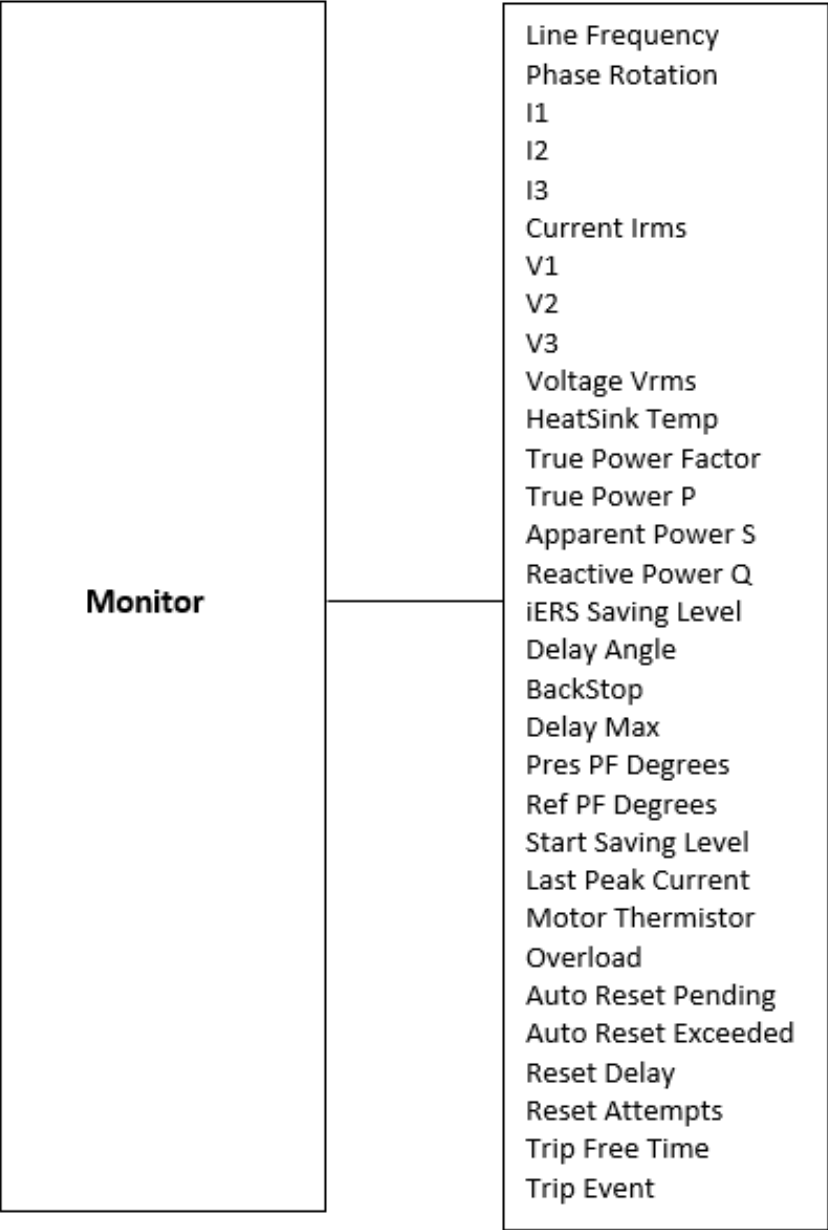 Monitor
Line Frequency
Phase Rotation
I1
I2
I3
Current Irms
V1
V2
V3
Voltage Vrms
HeatSink Temp
True Power Factor
True Power P
Apparent Power S
Reactive Power Q
iERS Saving Level
Delay Angle
BackStop
Delay Max
Pres PF Degrees
Ref PF Degrees
Start Saving Level
Last Peak Current
Motor Thermistor
Overload
Auto Reset Pending
Auto Reset Exceeded
Reset Delay
Reset Attempts
Trip Free Time
Trip Event